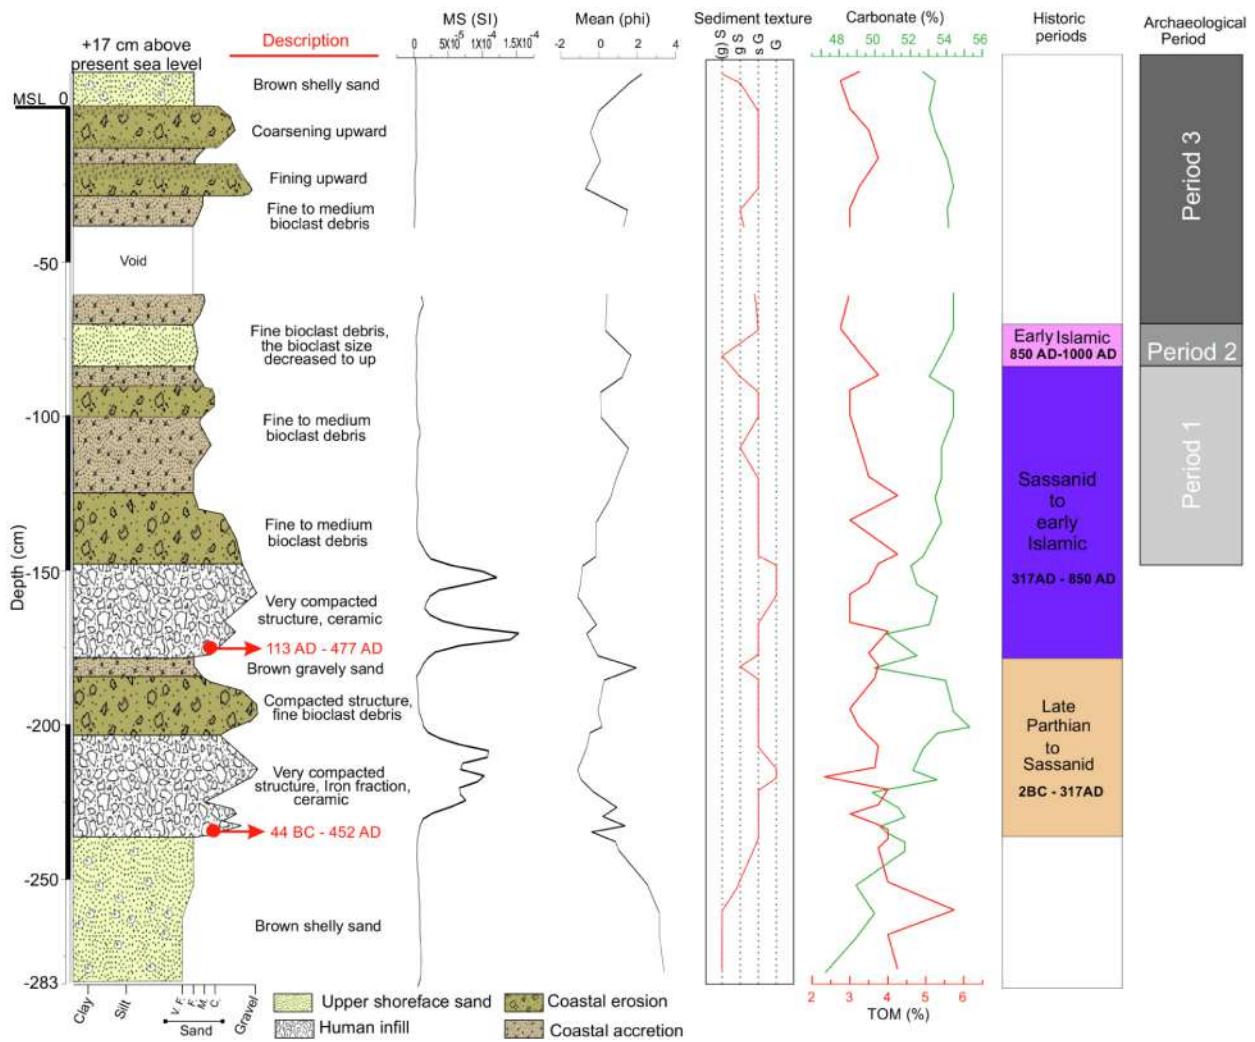 MS (SI)
Mean (phi)
Sediment texture
Carbonate (%)
Historic
periods
Archaeological
Period
+17 cm above
present sea level
Description
5X10-5 1X10-4 1.5X10-4
0
-2 0 2 4
(g) S
g S
s G
G
48 50 52 54 56
MSL 0
Brown shelly sand
Coarsening upward
Fining upward
Fine to medium
bioclast debris
Void
-50
Fine bioclast debris,
the bioclast size
decreased to up
Fine to medium
bioclast debris
-100
Fine to medium
bioclast debris
-150
Very compacted
structure, ceramic
113 AD - 477 AD
Brown gravely sand
Compacted structure,
fine bioclast debris
-200
Very compacted
structure, Iron fraction,
ceramic
44 BC - 452 AD
-250
Brown shelly sand
-283
Depth (cm)
Early Islamic
850 AD-1000 AD
Sassanid
to
early
Islamic
317AD - 850 AD
Late
Parthian
to
Sassanid
2BC - 317AD
Period 3
Period 2
Period 1
Clay
Silt
V. F.
F.
M.
C.
Gravel
Sand
Upper shoreface sand
Coastal erosion
Human infill
Coastal accretion
2 3 4 5 6
TOM (%)